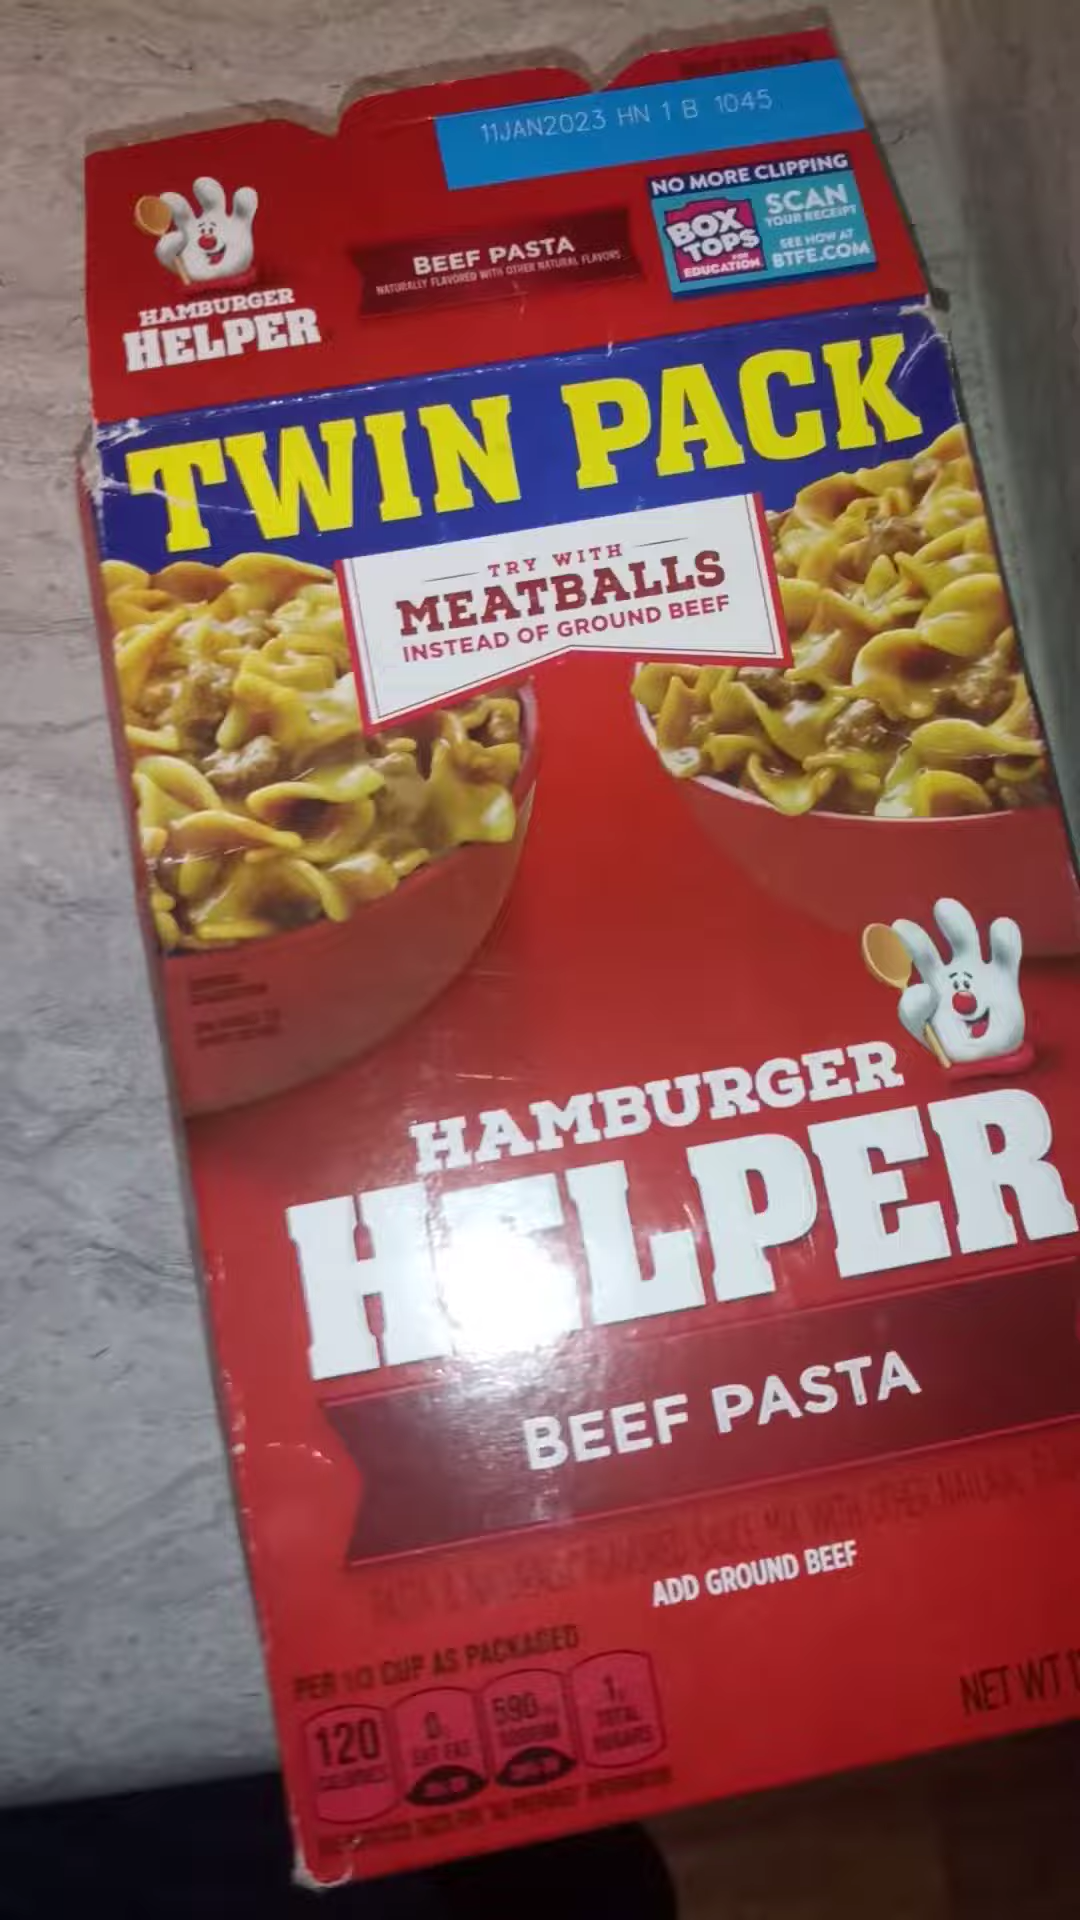 11JAN2023 HN 1 B 1045
NO MORE CLIPPING
BOX
TOPS
FOR
EDUCATION
SCAN
YOUR RECEIPT
SEE HOW AT
BTFE.COM
HAMBURGER
HELPER
BEEF PASTA
NATURALLY FLAVORED WITH OTHER NATURAL FLAVORS
TWIN PACK
TRY WITH
MEATBALLS
INSTEAD OF GROUND BEEF
HAMBURGER
HELPER
BEEF PASTA
ADD GROUND BEEF
PER 1/3 CUP AS PACKAGED
120
CALORIES
0g
SAT FAT
590mg
SODIUM
1g
TOTAL
SUGARS
NET WT